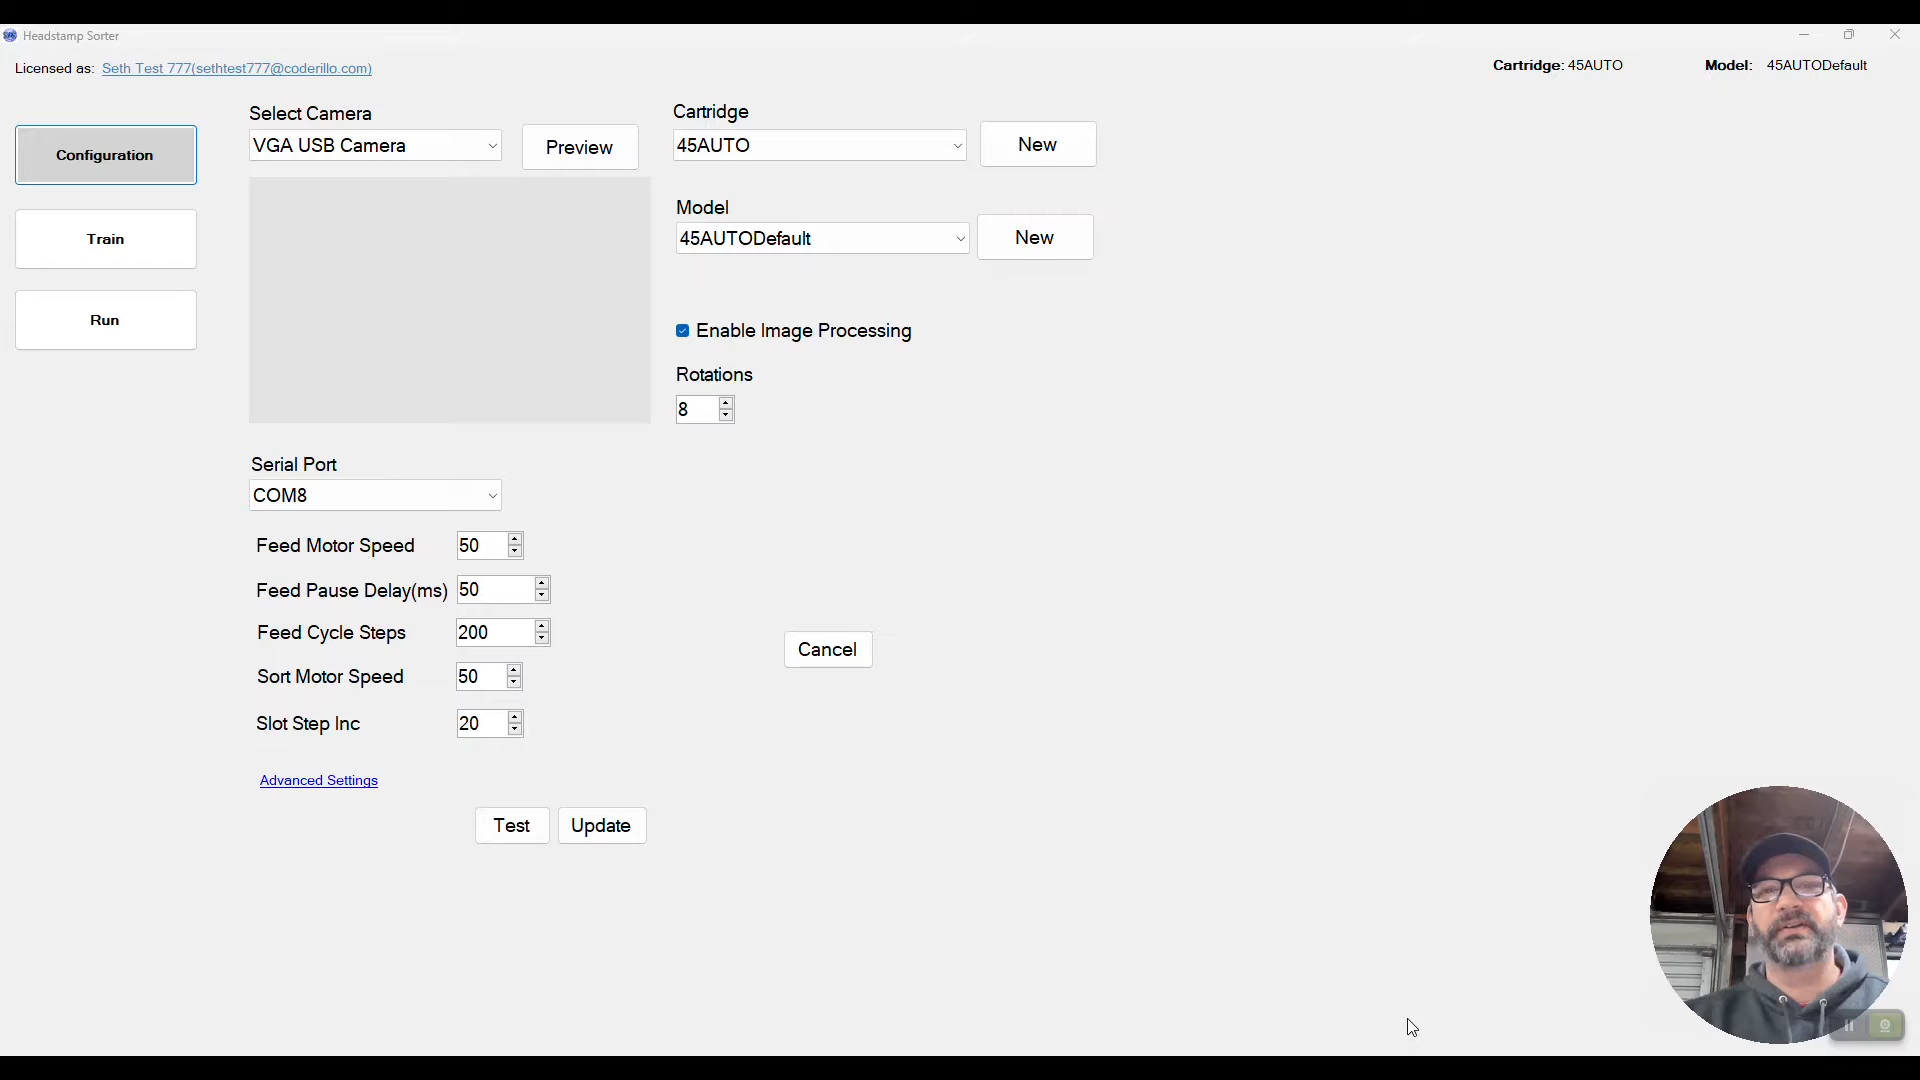 Headstamp Sorter
Licensed as: Seth Test 777(sethtest777@coderillo.com)
Cartridge: 45AUTO
Model: 45AUTODefault
Configuration
Train
Run
Select Camera
VGA USB Camera
Preview
Cartridge
45AUTO
New
Model
45AUTODefault
New
Enable Image Processing
Rotations
8
Serial Port
COM8
Feed Motor Speed 50
Feed Pause Delay(ms) 50
Feed Cycle Steps 200
Sort Motor Speed 50
Slot Step Inc 20
Cancel
Advanced Settings
Test
Update